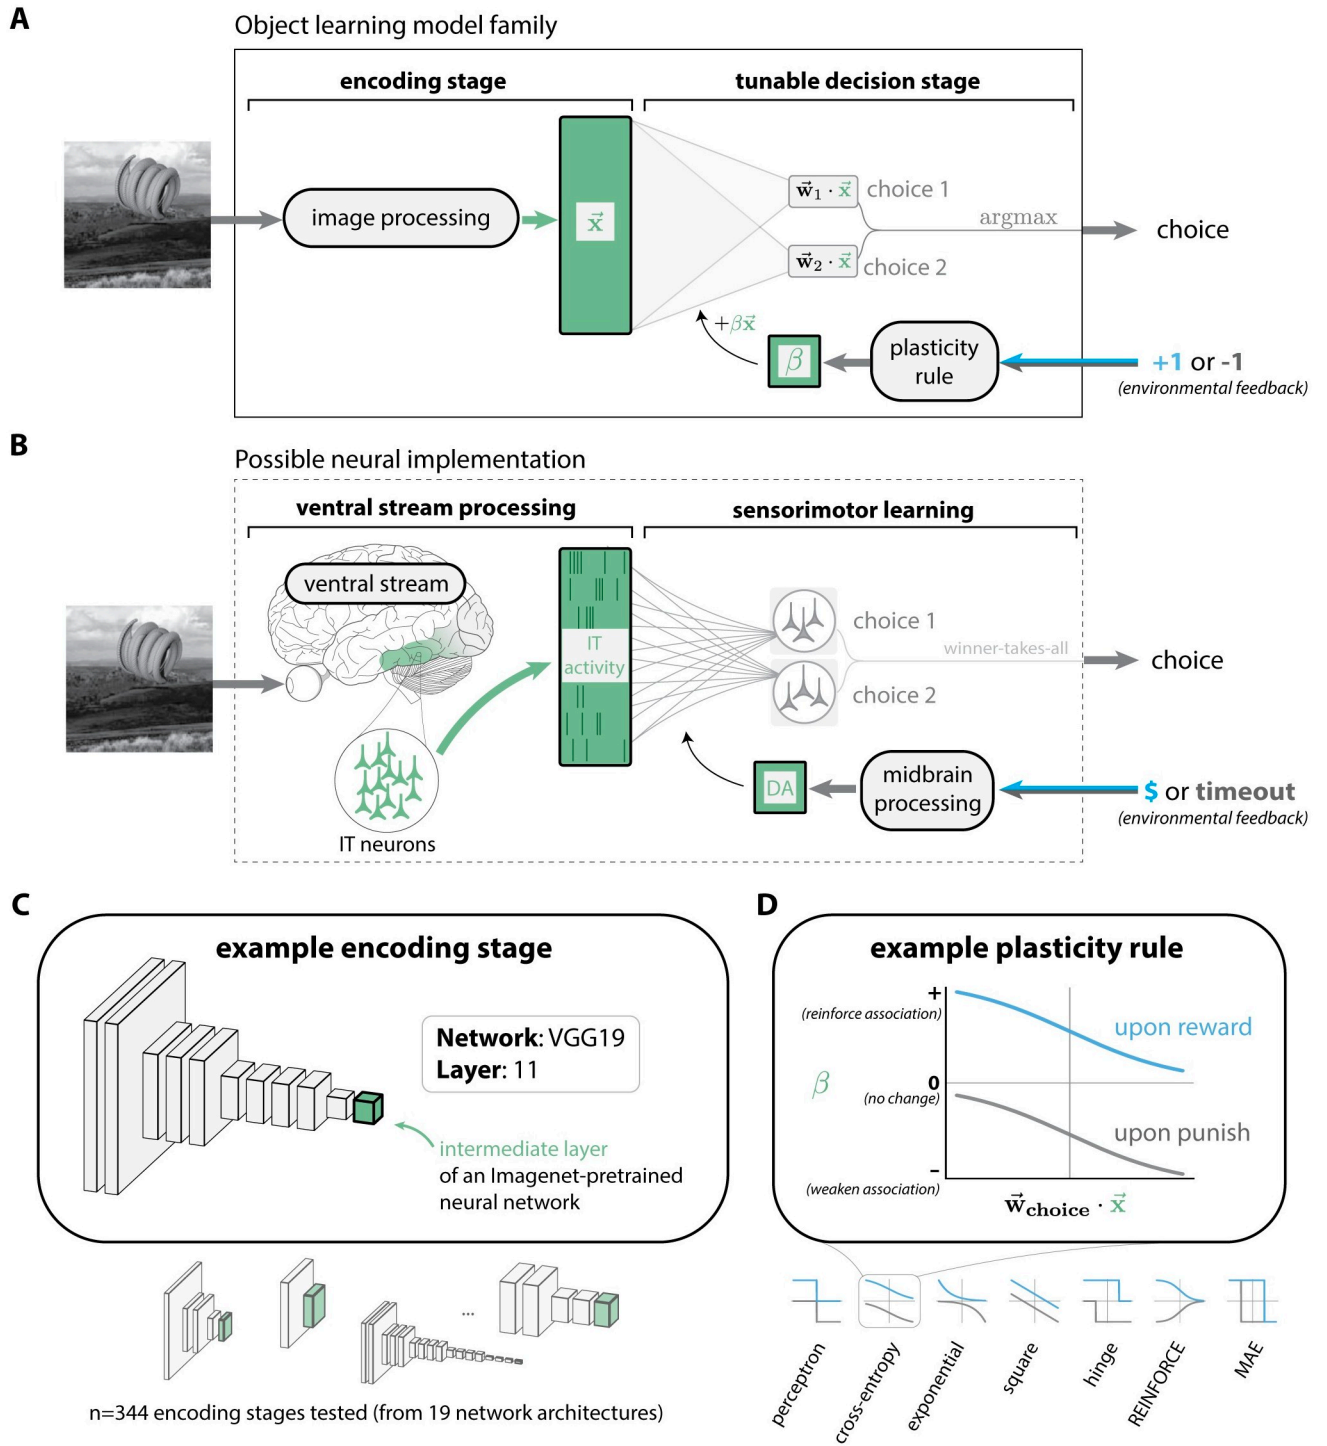 A
Object learning model family
encoding stage
tunable decision stage
image processing
x⃗
w⃗₁ · x⃗
choice 1
argmax
choice
w⃗₂ · x⃗
choice 2
+βx⃗
β
plasticity
rule
+1 or -1
(environmental feedback)
B
Possible neural implementation
ventral stream processing
sensorimotor learning
ventral stream
IT
activity
choice 1
winner-takes-all
choice
choice 2
DA
midbrain
processing
$ or timeout
(environmental feedback)
IT neurons
C
example encoding stage
Network: VGG19
Layer: 11
intermediate layer
of an Imagenet-pretrained
neural network
...
n=344 encoding stages tested (from 19 network architectures)
D
example plasticity rule
+
(reinforce association)
upon reward
β
0
(no change)
upon punish
–
(weaken association)
w⃗choice · x⃗
perceptron
cross-entropy
exponential
square
hinge
REINFORCE
MAE